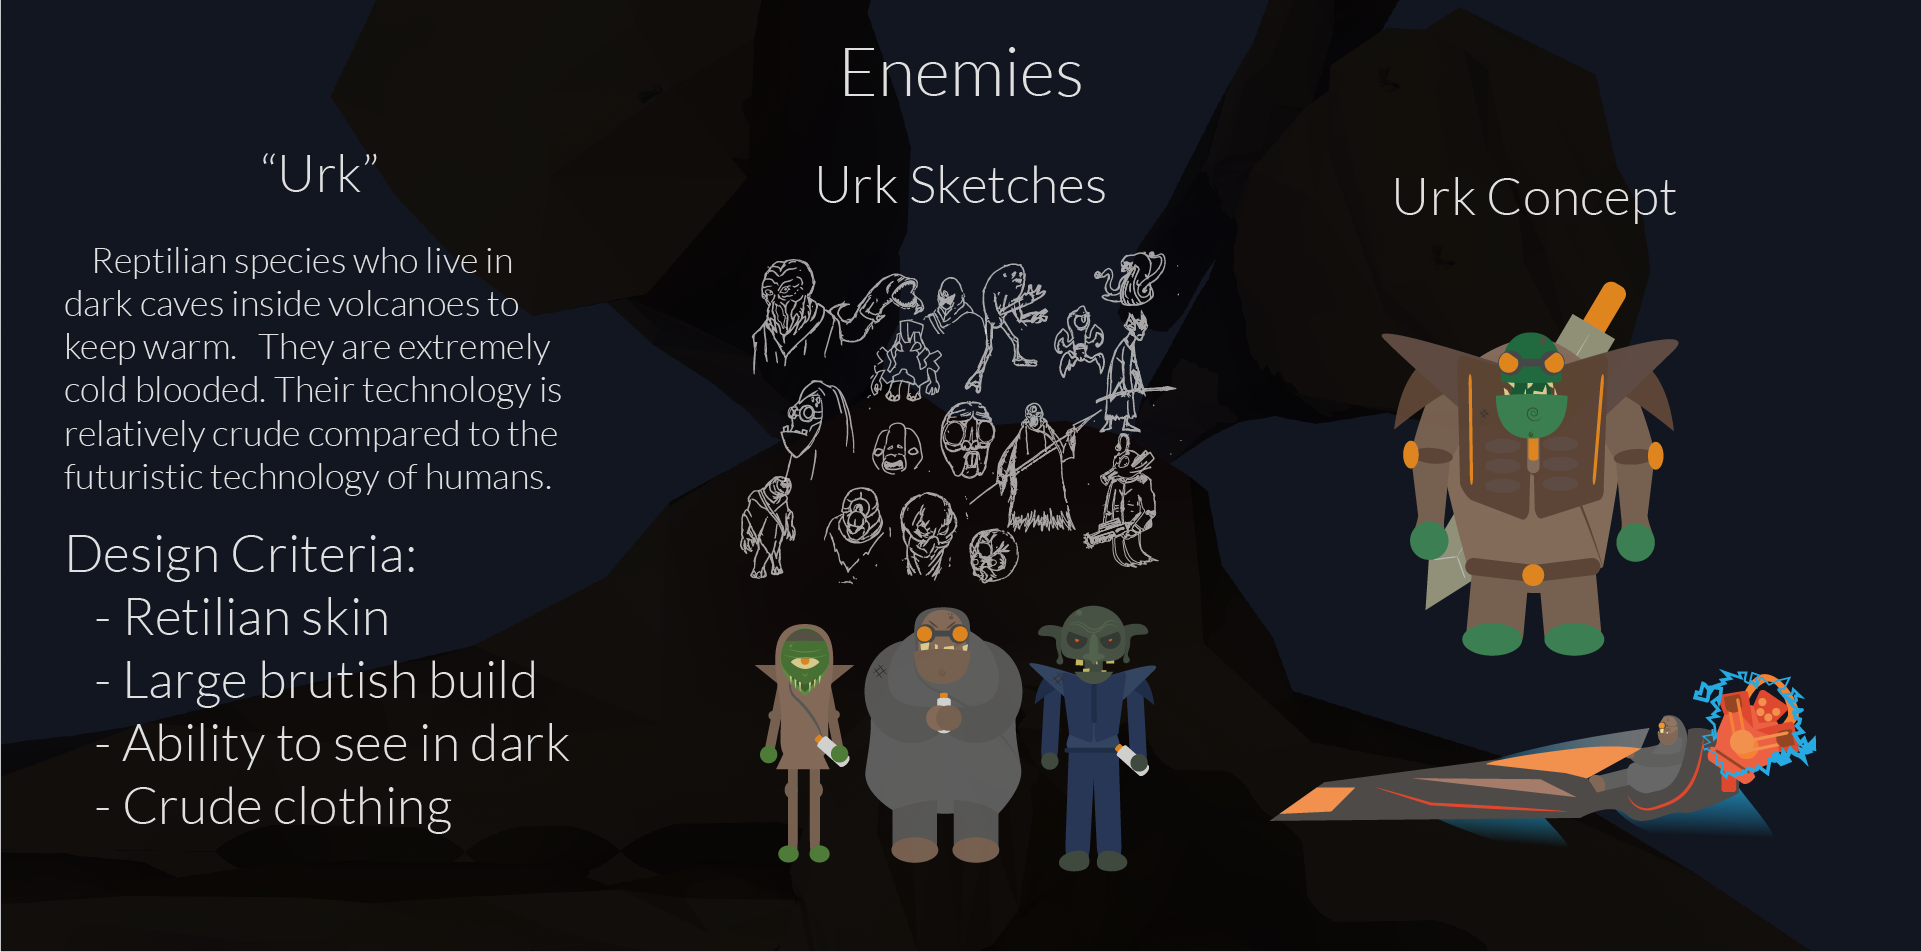 Enemies
“Urk”
Reptilian species who live in
dark caves inside volcanoes to
keep warm.   They are extremely
cold blooded. Their technology is
relatively crude compared to the
futuristic technology of humans.
Design Criteria:
- Retilian skin
- Large brutish build
- Ability to see in dark
- Crude clothing
Urk Sketches
Urk Concept